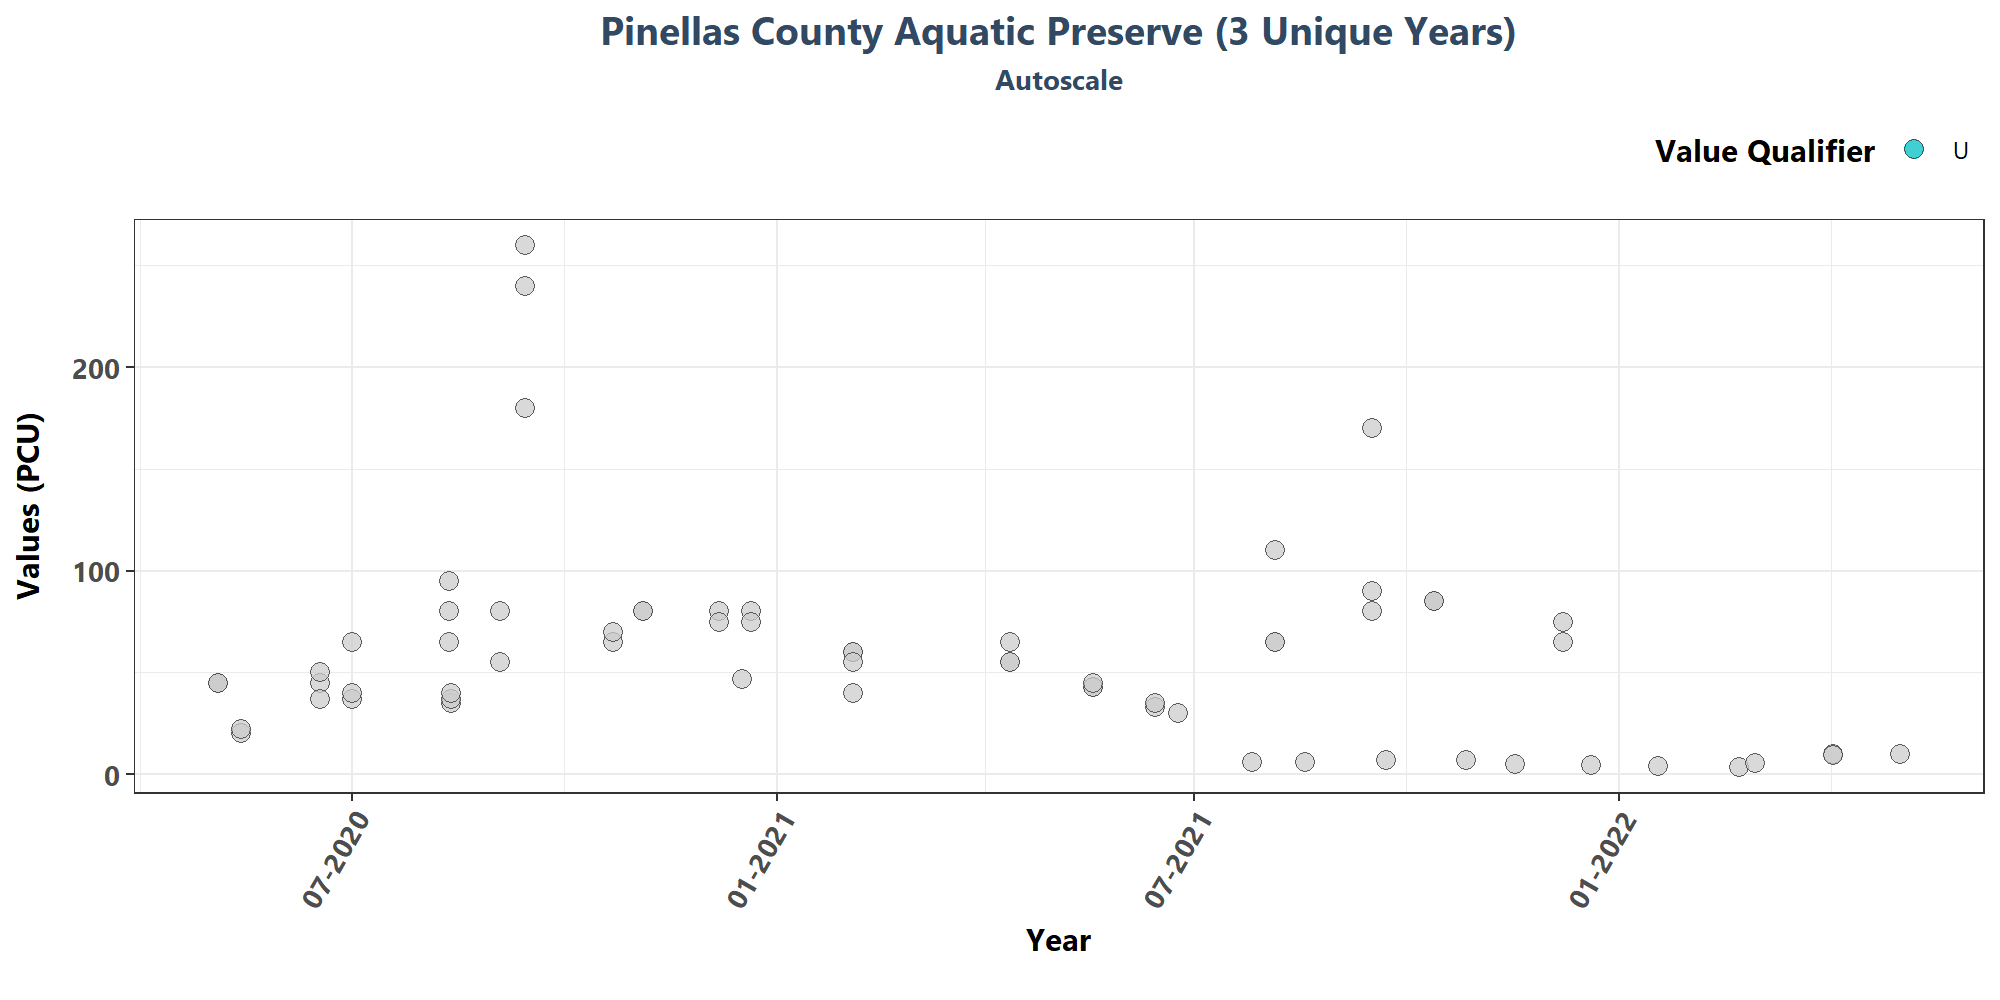 Pinellas County Aquatic Preserve (3 Unique Years)
Autoscale
Value Qualifier U
200
100
0
Values (PCU)
07-2020
01-2021
07-2021
01-2022
Year